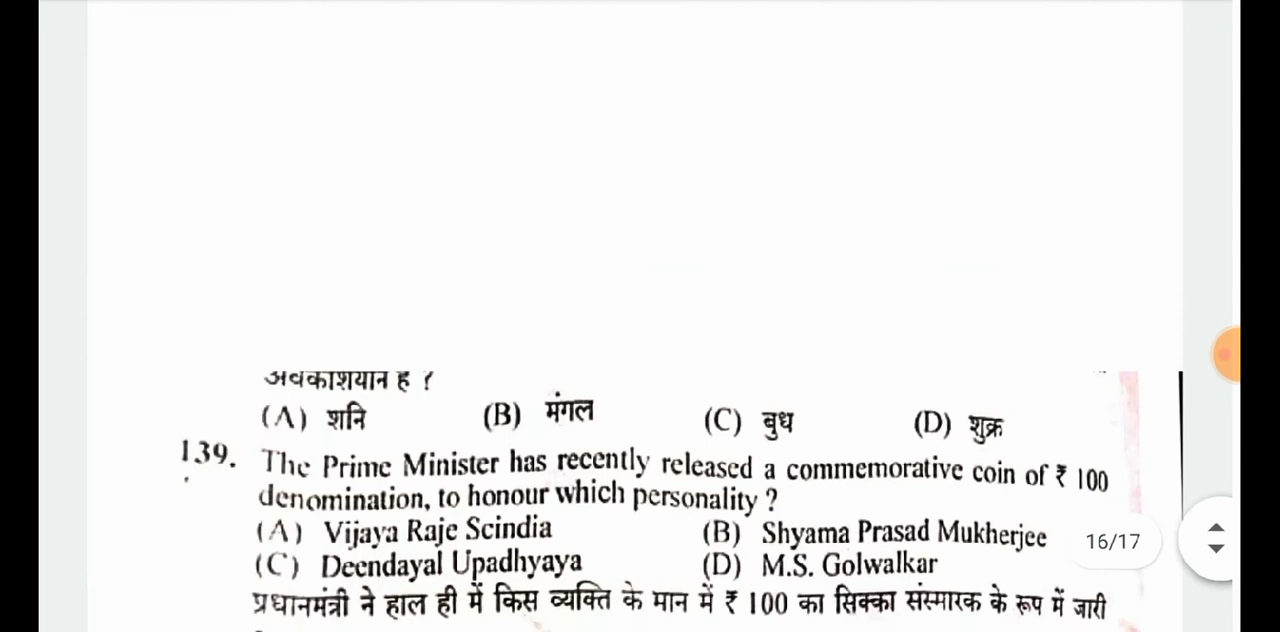 अवकाशयान है ?
(A) शनि (B) मंगल (C) बुध (D) शुक्र
139. The Prime Minister has recently released a commemorative coin of ₹ 100
denomination, to honour which personality ?
(A) Vijaya Raje Scindia (B) Shyama Prasad Mukherjee
(C) Deendayal Upadhyaya (D) M.S. Golwalkar
16/17
प्रधानमंत्री ने हाल ही में किस व्यक्ति के मान में ₹ 100 का सिक्का संस्मारक के रूप में जारी